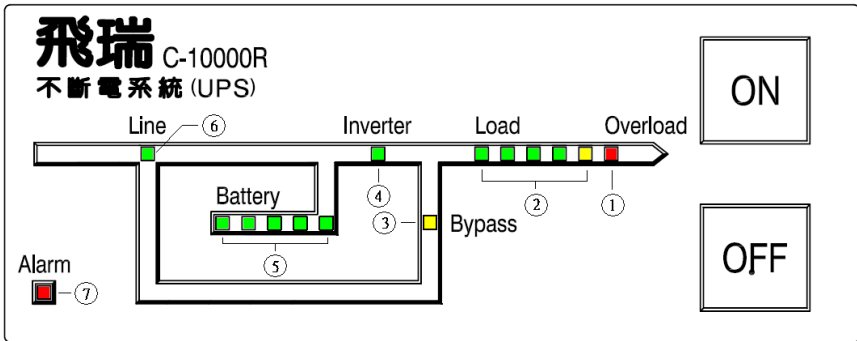 飛瑞 C-10000R
不斷電系統 (UPS)
ON
Line
⑥
Inverter
Load
Overload
④
②
①
Battery
③
Bypass
⑤
OFF
Alarm
⑦